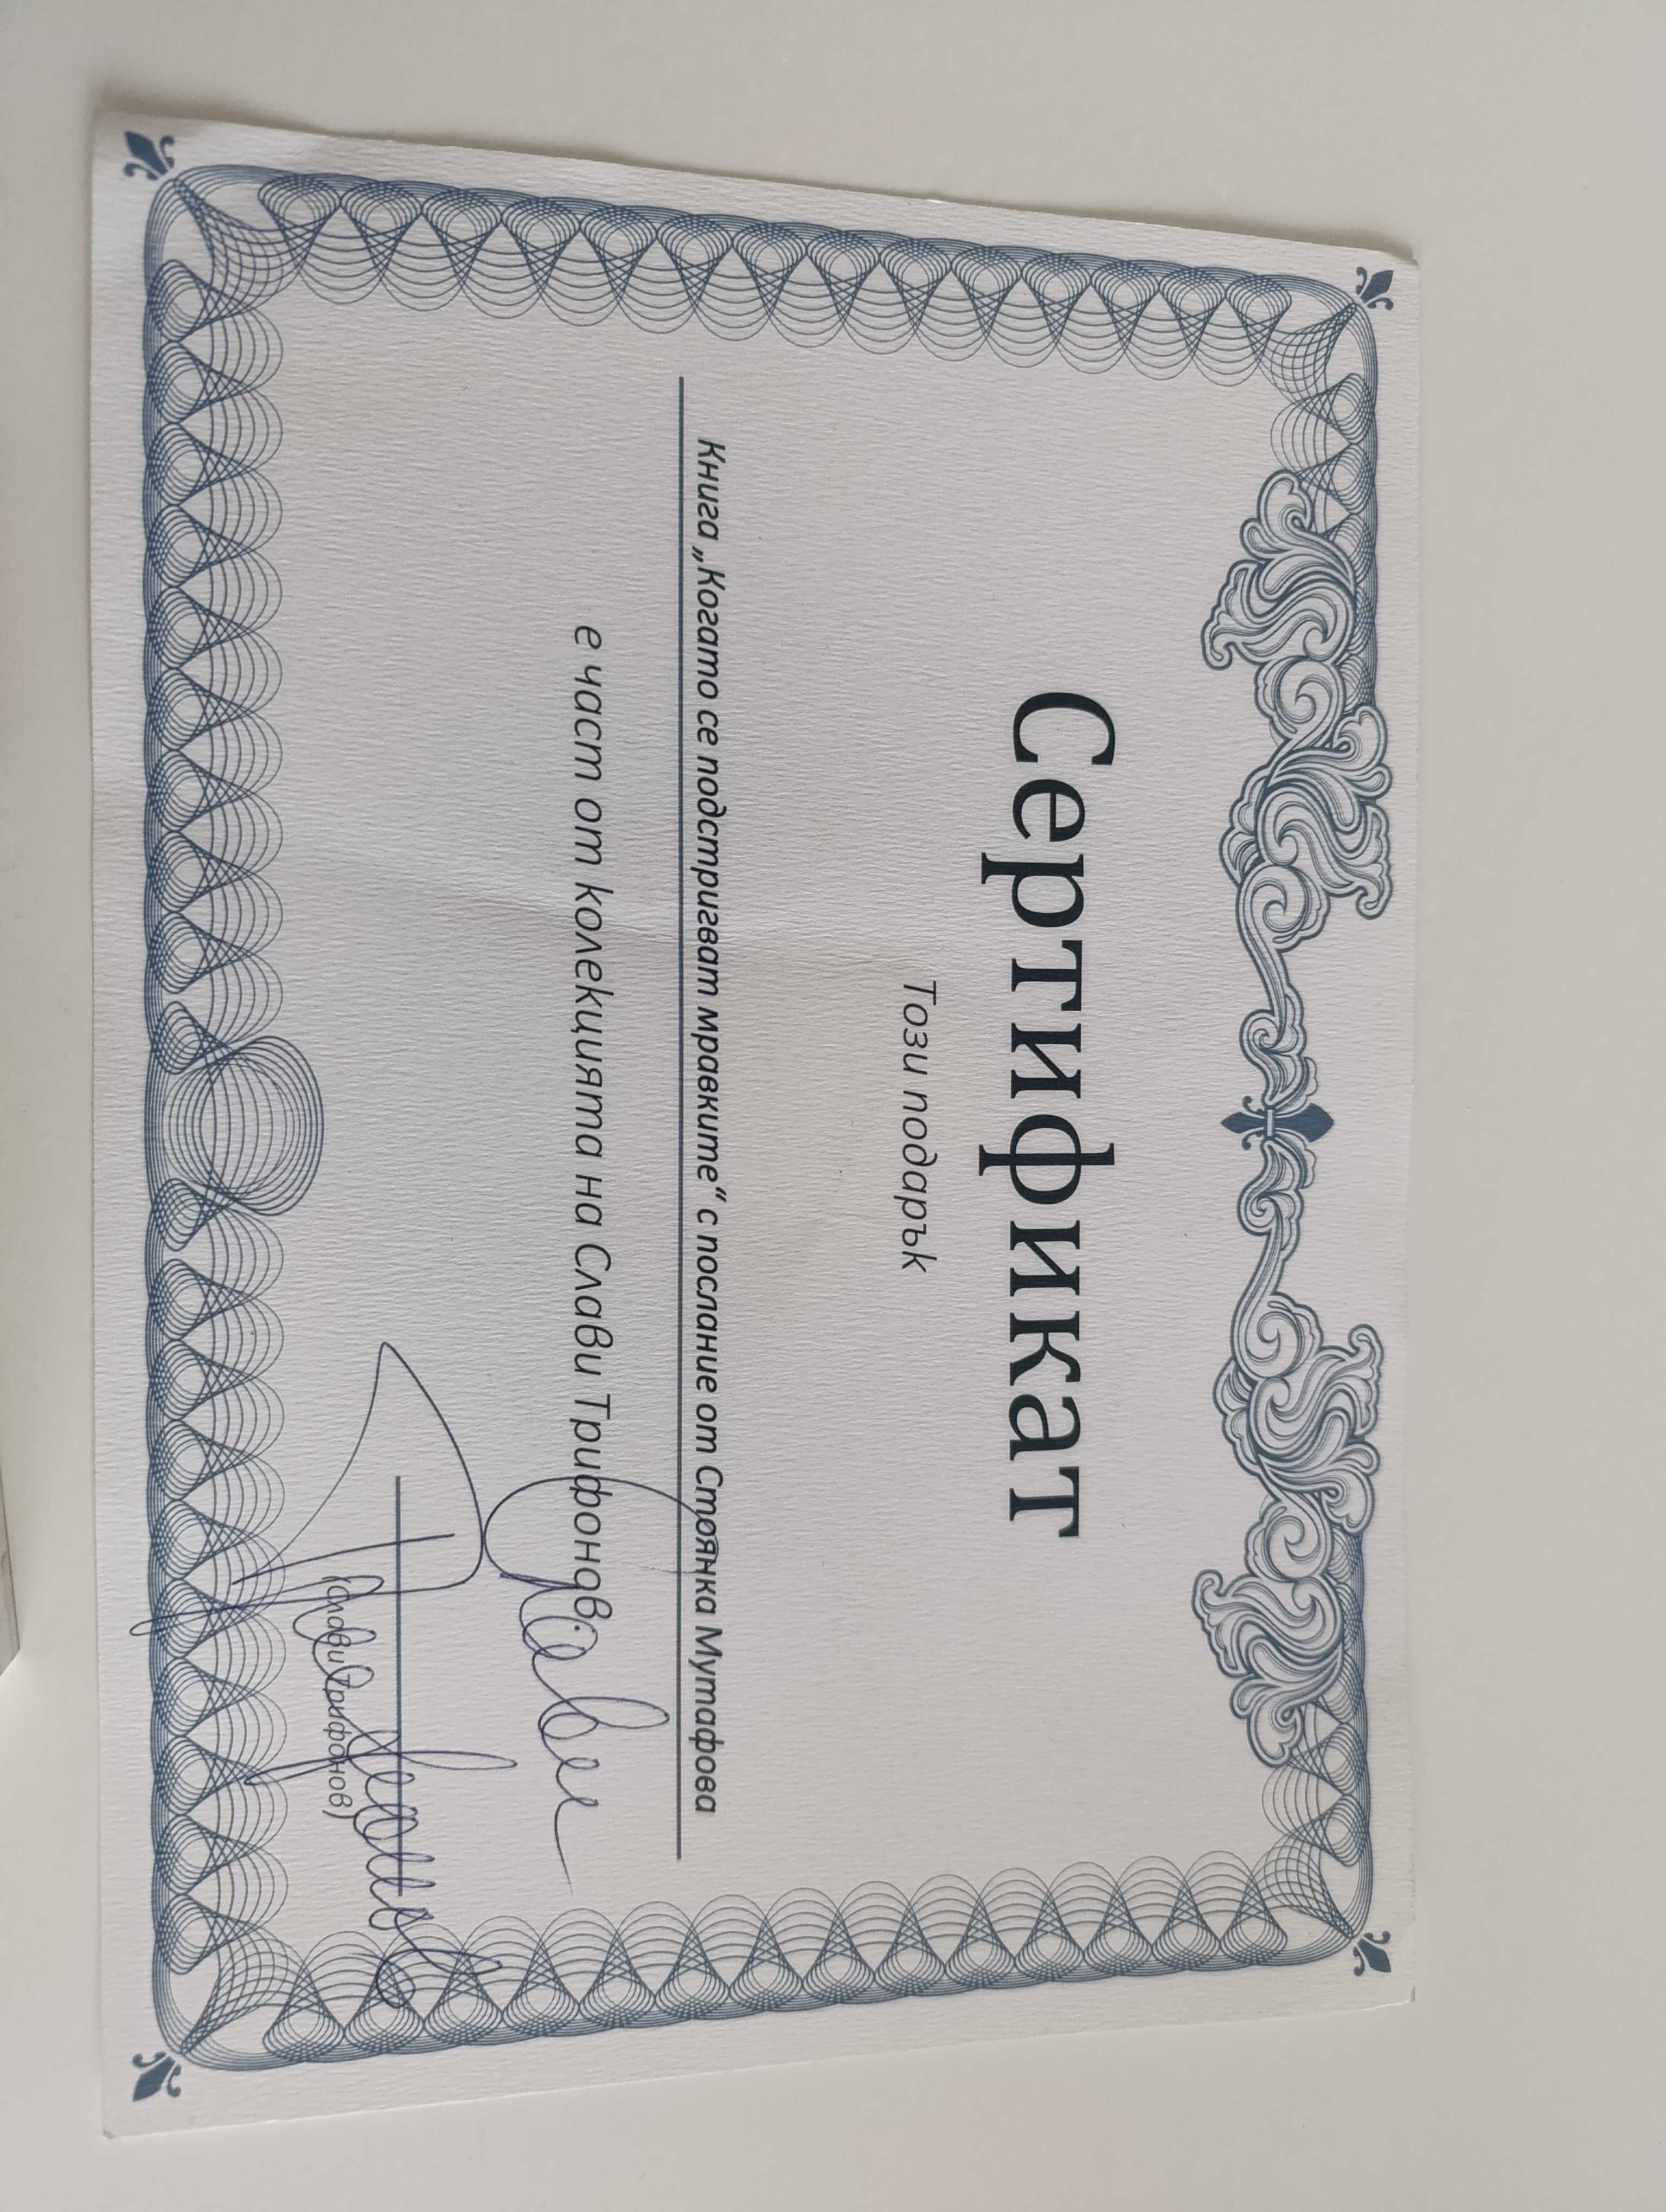 Сертификат
Този подарък
Книга „Когато се подстригват мравките“ с послание от Стоянка Мутафова
е част от колекцията на Слави Трифонов.
Слави
(Слави Трифонов)